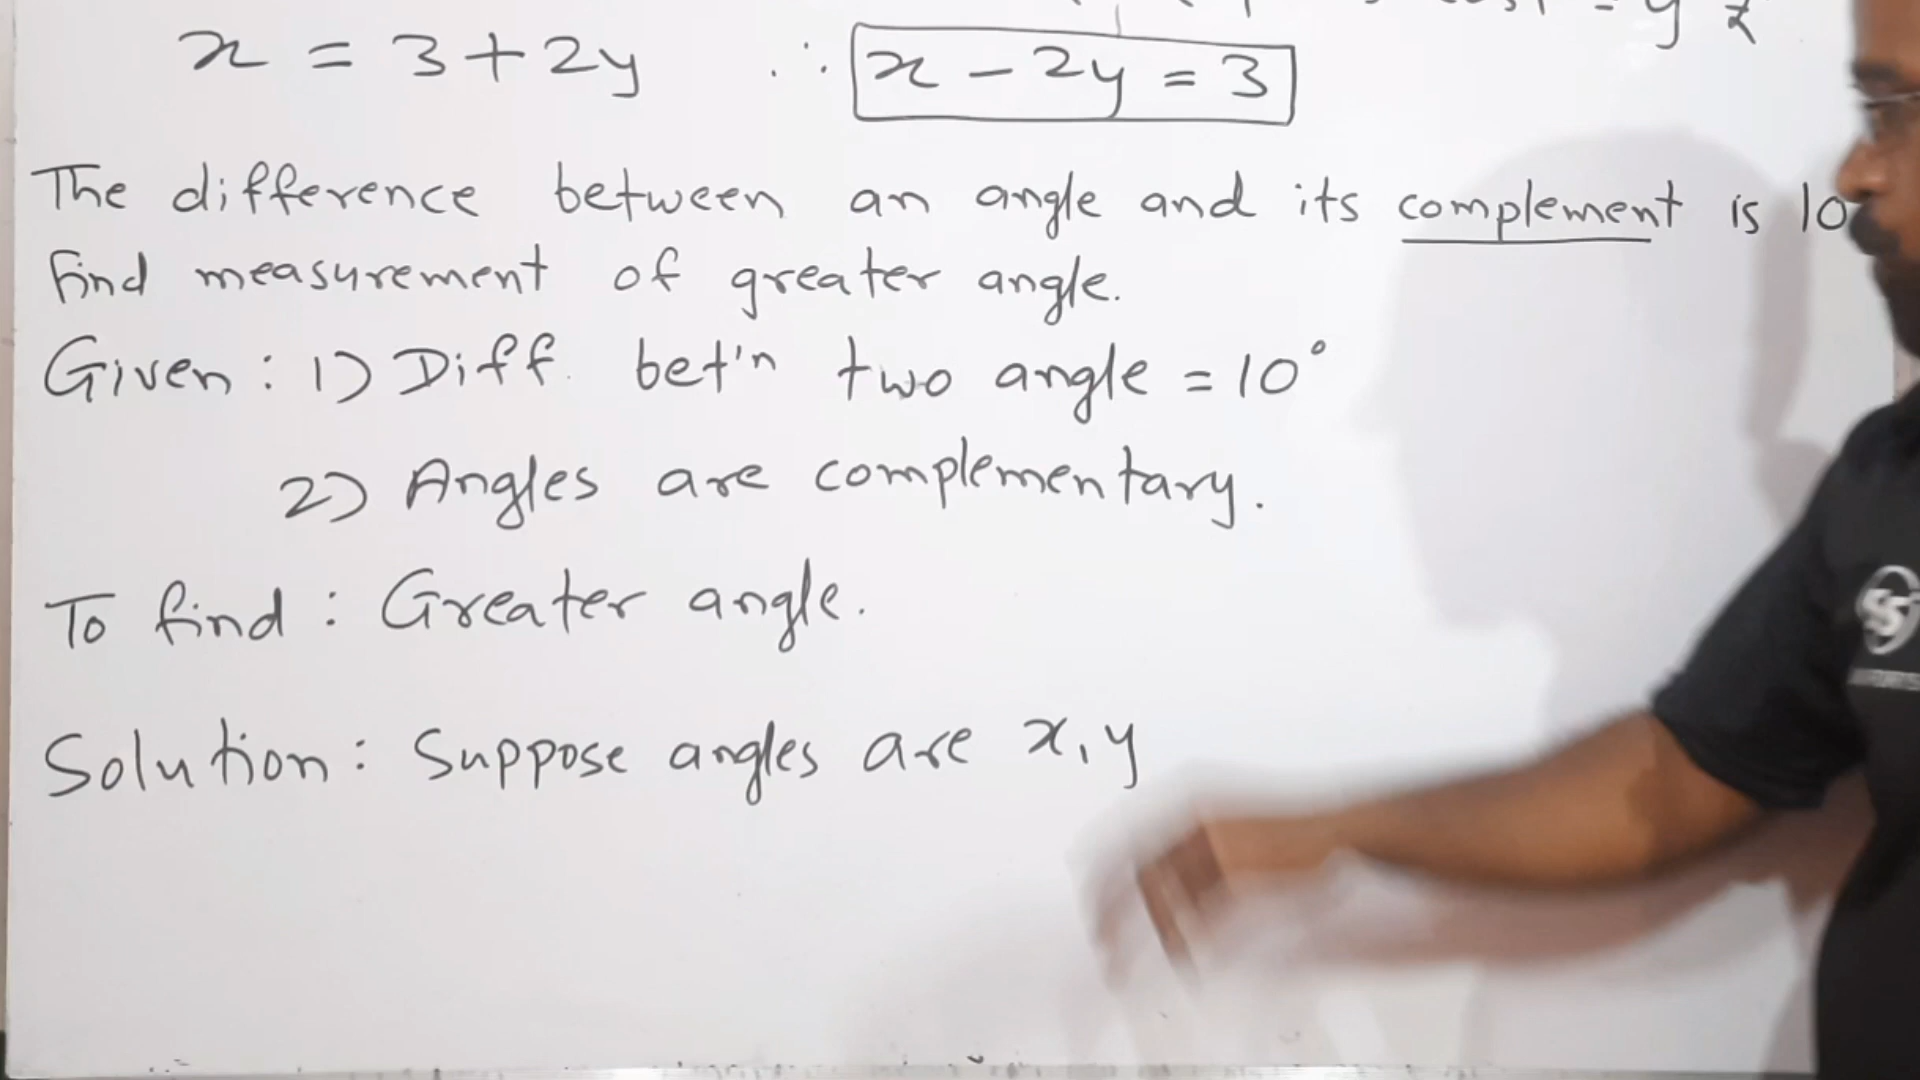 = y ₹
x = 3 + 2y ∴ x - 2y = 3
The difference between an angle and its complement is 10
find measurement of greater angle.
Given : 1) Diff. bet'n two angle = 10°
2) Angles are complementary.
To find : Greater angle.
Solution : Suppose angles are x, y